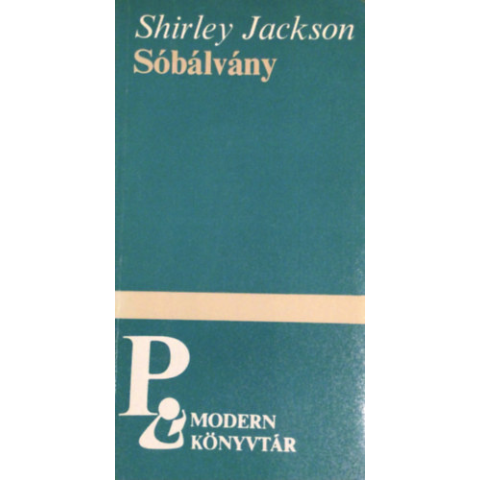 Shirley Jackson
Sóbálvány
P
MODERN
KÖNYVTÁR